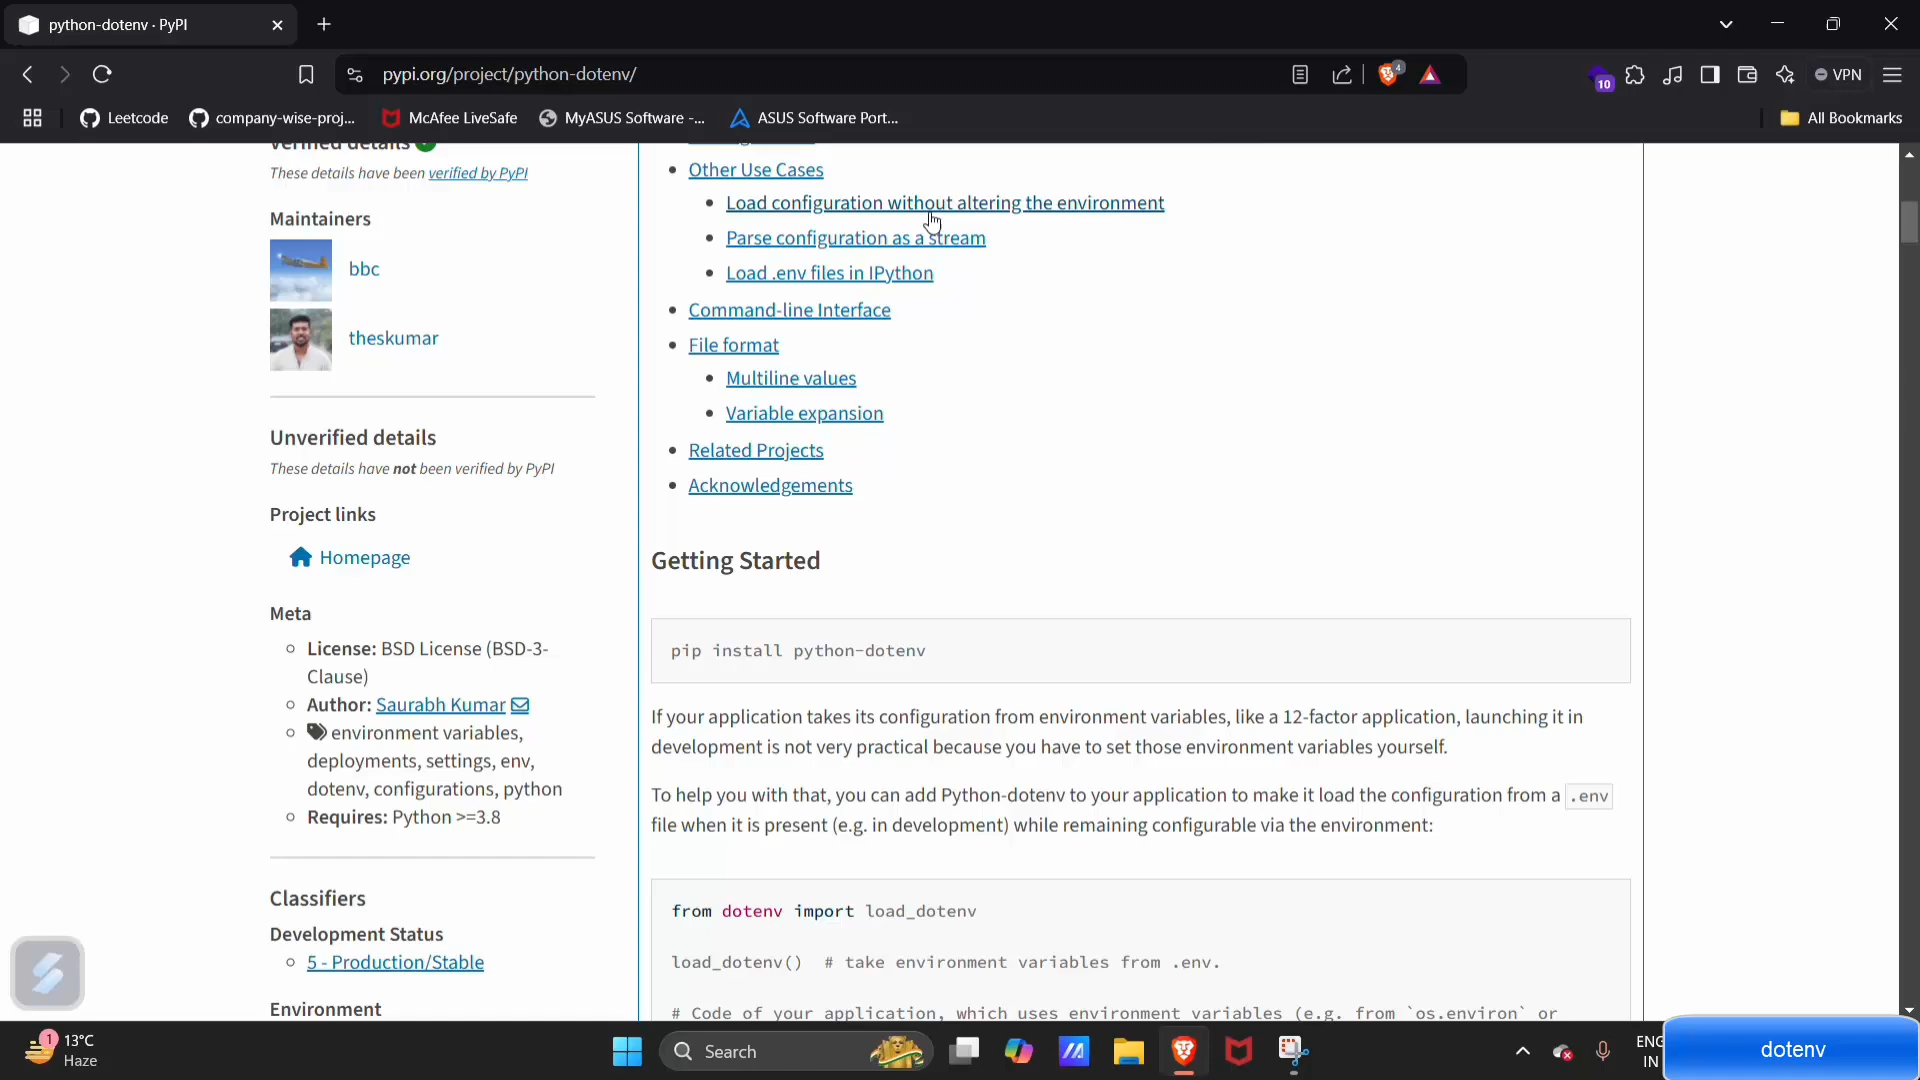 python-dotenv · PyPI
pypi.org/project/python-dotenv/
4
10
VPN
Leetcode
company-wise-proj...
McAfee LiveSafe
MyASUS Software -...
ASUS Software Port...
All Bookmarks
Verified details
These details have been verified by PyPI
Maintainers
bbc
theskumar
Unverified details
These details have not been verified by PyPI
Project links
Homepage
Meta
License: BSD License (BSD-3-
Clause)
Author: Saurabh Kumar
environment variables,
deployments, settings, env,
dotenv, configurations, python
Requires: Python >=3.8
Classifiers
Development Status
5 - Production/Stable
Environment
Other Use Cases
Load configuration without altering the environment
Parse configuration as a stream
Load .env files in IPython
Command-line Interface
File format
Multiline values
Variable expansion
Related Projects
Acknowledgements
Getting Started
pip install python-dotenv
If your application takes its configuration from environment variables, like a 12-factor application, launching it in
development is not very practical because you have to set those environment variables yourself.
To help you with that, you can add Python-dotenv to your application to make it load the configuration from a .env
file when it is present (e.g. in development) while remaining configurable via the environment:
from dotenv import load_dotenv
load_dotenv()  # take environment variables from .env.
# Code of your application, which uses environment variables (e.g. from `os.environ` or
1
13°C
Haze
Search
ENG
IN
dotenv